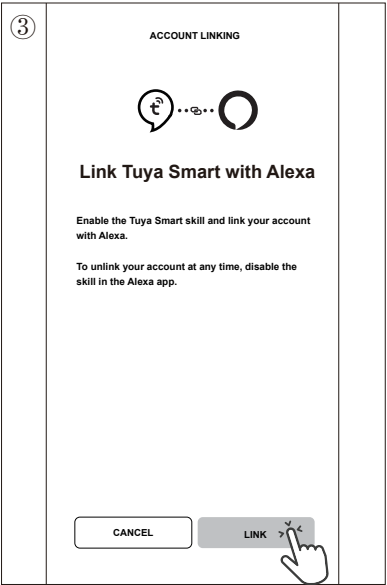 ③
ACCOUNT LINKING
Link Tuya Smart with Alexa
Enable the Tuya Smart skill and link your account
with Alexa.
To unlink your account at any time, disable the
skill in the Alexa app.
CANCEL
LINK